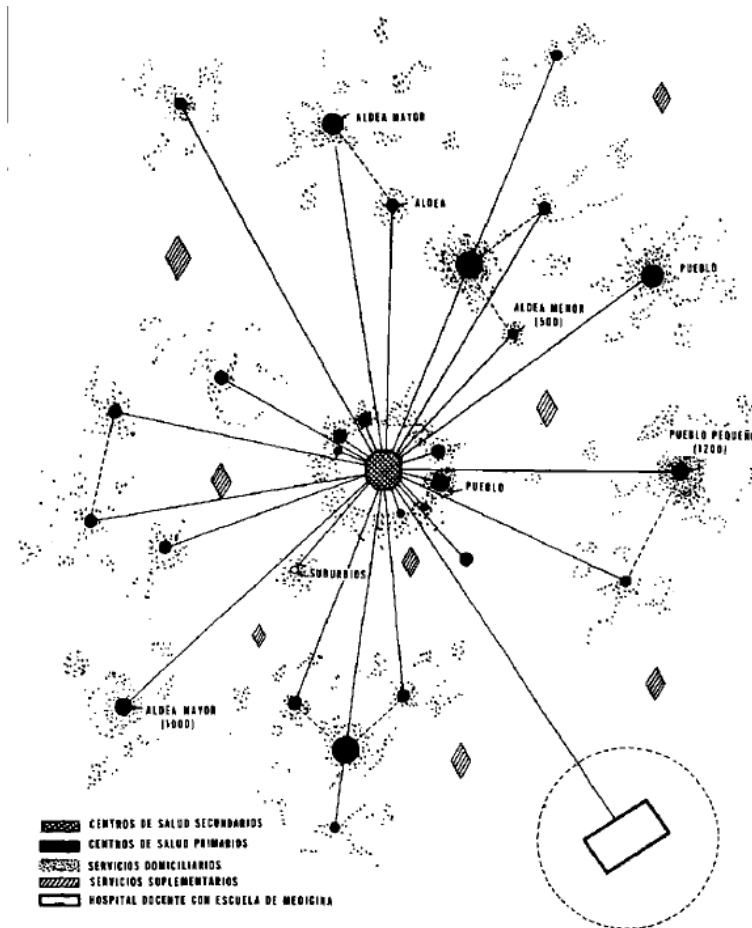 ALDEA MAYOR
ALDEA
PUEBLO
ALDEA MENOR
(500)
PUEBLO PEQUEÑO
(1200)
PUEBLO
SUBURBIOS
ALDEA MAYOR
(1000)
CENTROS DE SALUD SECUNDARIOS
CENTROS DE SALUD PRIMARIOS
SERVICIOS DOMICILIARIOS
SERVICIOS SUPLEMENTARIOS
HOSPITAL DOCENTE CON ESCUELA DE MEDICINA